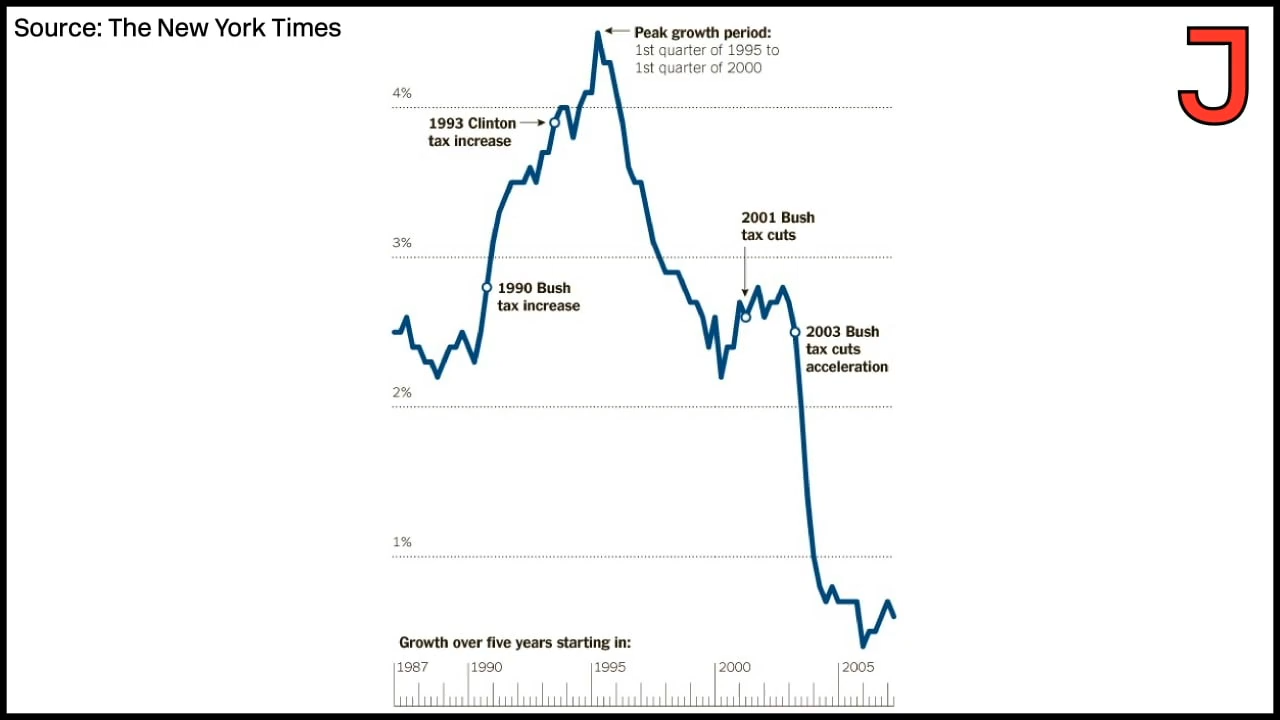 Source: The New York Times
J
Peak growth period:
1st quarter of 1995 to
1st quarter of 2000
4%
1993 Clinton
tax increase
2001 Bush
tax cuts
3%
1990 Bush
tax increase
2003 Bush
tax cuts
acceleration
2%
1%
Growth over five years starting in:
1987 1990 1995 2000 2005